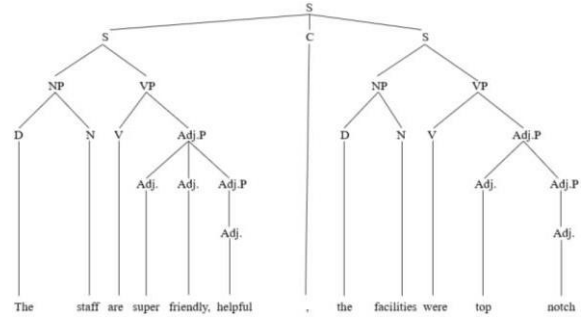 S
S C S
NP VP NP VP
D N V Adj.P D N V Adj.P
Adj. Adj. Adj.P Adj. Adj.P
Adj. Adj.
The staff are super friendly, helpful , the facilities were top notch